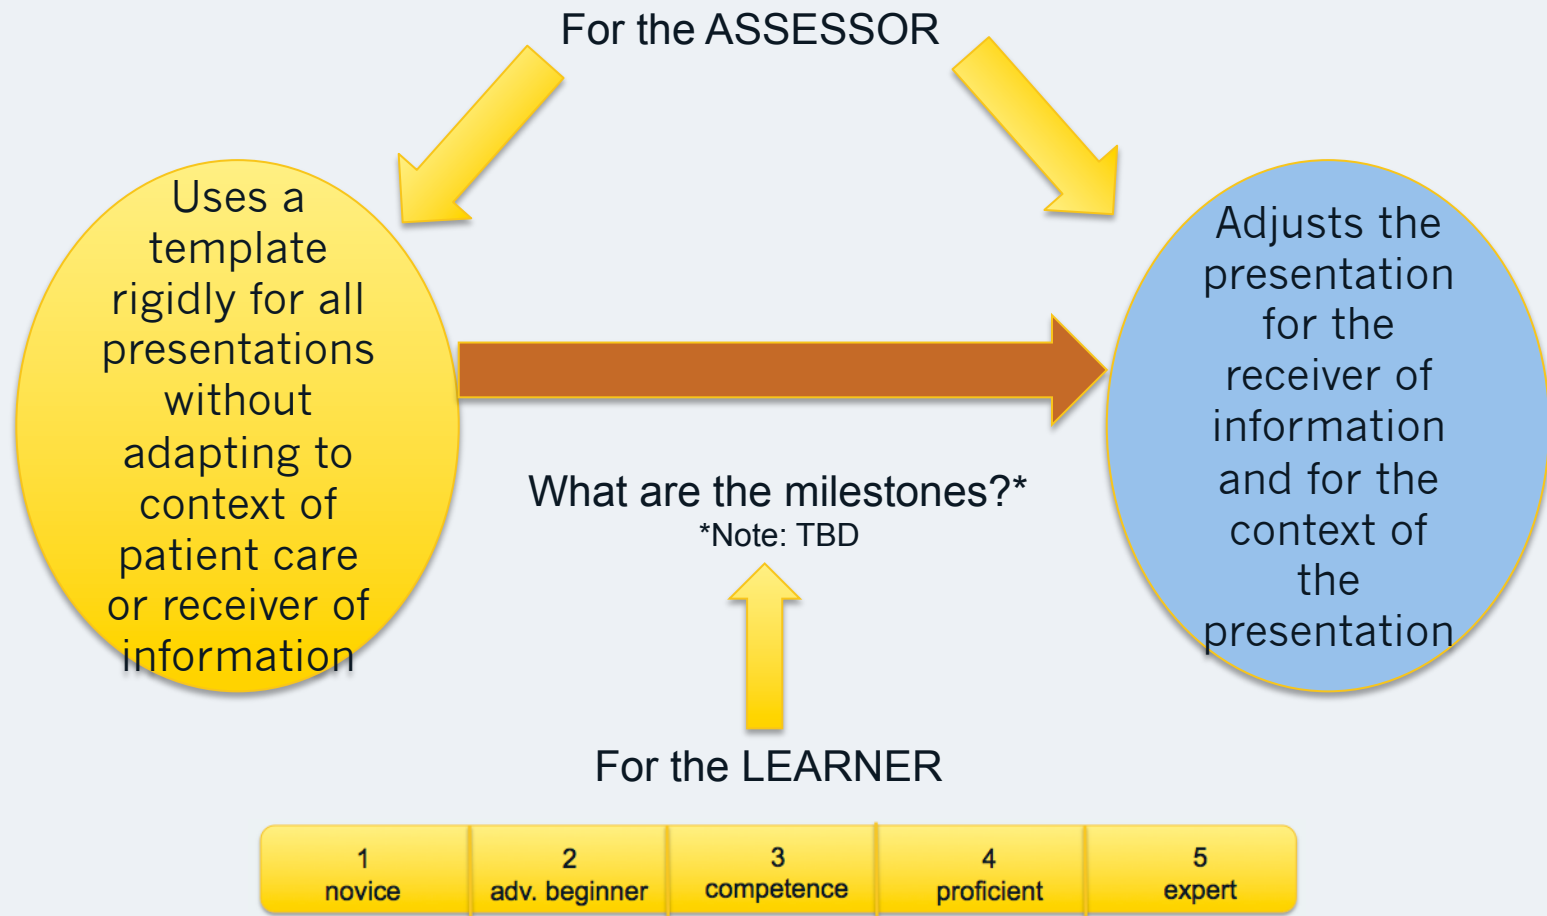 For the ASSESSOR
Uses a
template
rigidly for all
presentations
without
adapting to
context of
patient care
or receiver of
information
Adjusts the
presentation
for the
receiver of
information
and for the
context of
the
presentation
What are the milestones?*
*Note: TBD
For the LEARNER
1
novice
2
adv. beginner
3
competence
4
proficient
5
expert